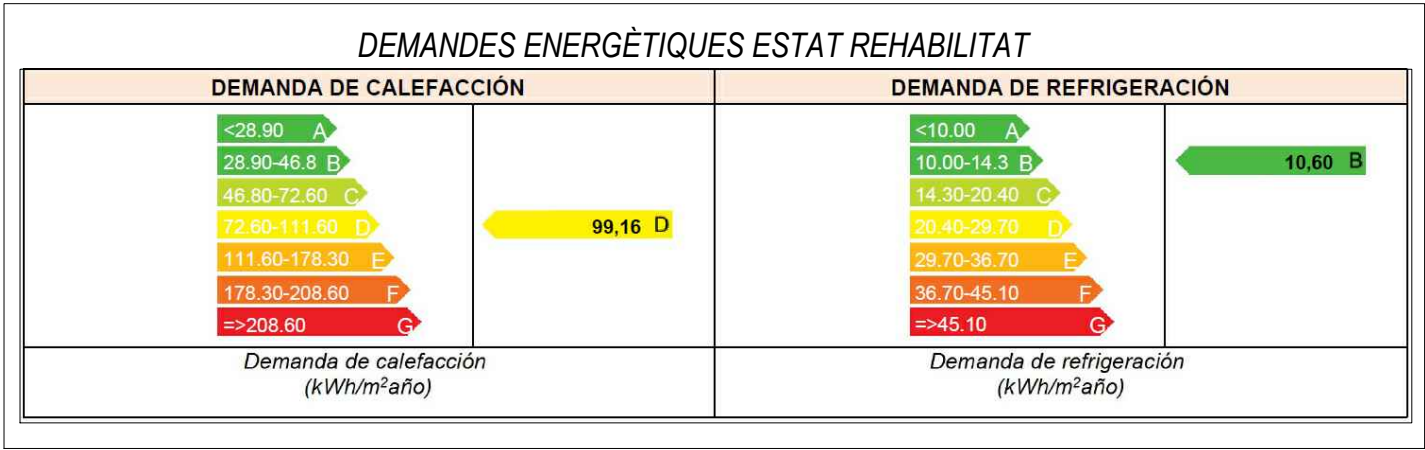 DEMANDES ENERGÈTIQUES ESTAT REHABILITAT
DEMANDA DE CALEFACCIÓN
DEMANDA DE REFRIGERACIÓN
<28.90 A
28.90-46.8 B
46.80-72.60 C
72.60-111.60 D
111.60-178.30 E
178.30-208.60 F
=>208.60 G
99,16 D
<10.00 A
10.00-14.3 B
14.30-20.40 C
20.40-29.70 D
29.70-36.70 E
36.70-45.10 F
=>45.10 G
10,60 B
Demanda de calefacción
(kWh/m²año)
Demanda de refrigeración
(kWh/m²año)